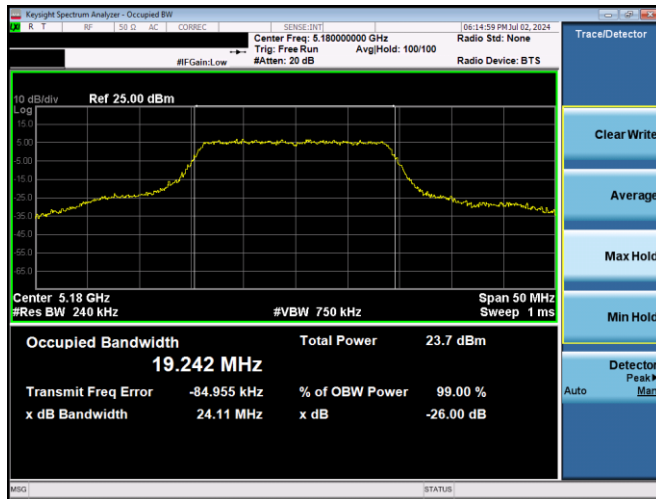 Keysight Spectrum Analyzer - Occupied BW
R T RF 50 Ω AC CORREC SENSE:INT 06:14:59 PM Jul 02, 2024
Center Freq: 5.180000000 GHz Radio Std: None
Trig: Free Run Avg|Hold: 100/100
#IFGain:Low #Atten: 20 dB Radio Device: BTS
Trace/Detector
10 dB/div Ref 25.00 dBm
Log
15.0
5.00
-5.00
-15.0
-25.0
-35.0
-45.0
-55.0
-65.0
Center 5.18 GHz Span 50 MHz
#Res BW 240 kHz #VBW 750 kHz Sweep 1 ms
Occupied Bandwidth Total Power 23.7 dBm
19.242 MHz
Transmit Freq Error -84.955 kHz % of OBW Power 99.00 %
x dB Bandwidth 24.11 MHz x dB -26.00 dB
Clear Write
Average
Max Hold
Min Hold
Detector
Peak
Auto Man
MSG STATUS